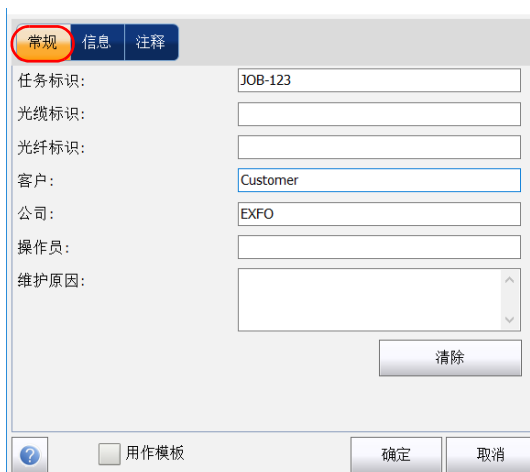 常规 信息 注释
任务标识: JOB-123
光缆标识:
光纤标识:
客户: Customer
公司: EXFO
操作员:
维护原因:
清除
? 用作模板 确定 取消